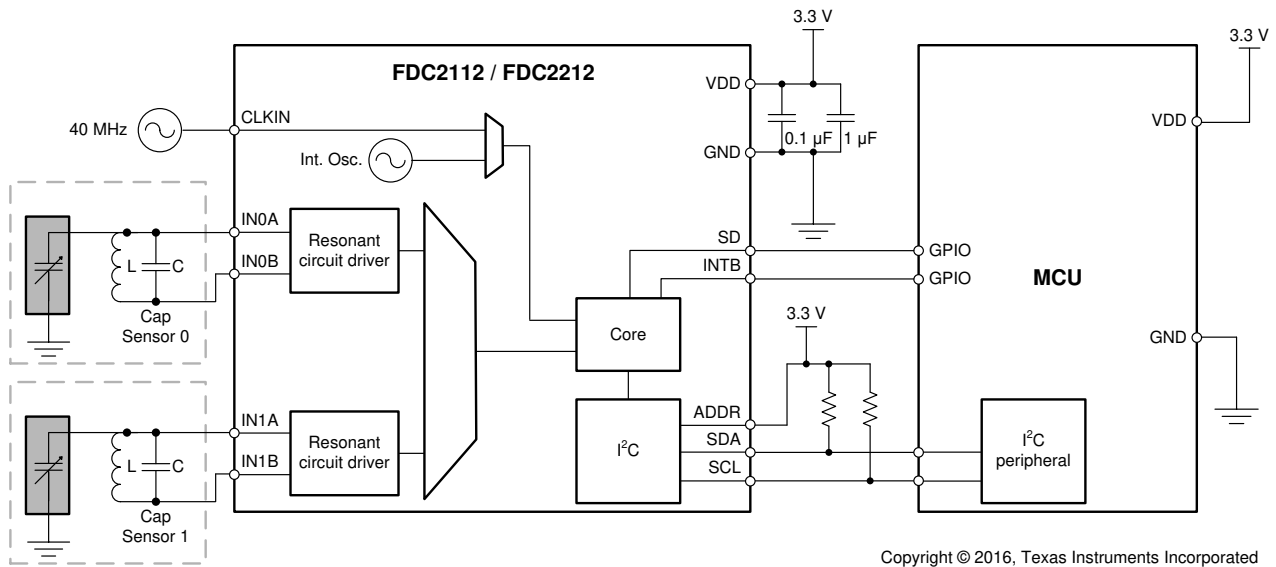 3.3 V
3.3 V
FDC2112 / FDC2212
VDD
CLKIN
40 MHz
0.1 µF
1 µF
VDD
Int. Osc.
GND
IN0A
Resonant
circuit driver
SD
GPIO
L
C
IN0B
INTB
GPIO
MCU
Cap
Sensor 0
3.3 V
Core
GND
IN1A
Resonant
circuit driver
ADDR
L
C
IN1B
I²C
SDA
I²C
peripheral
SCL
Cap
Sensor 1
Copyright © 2016, Texas Instruments Incorporated